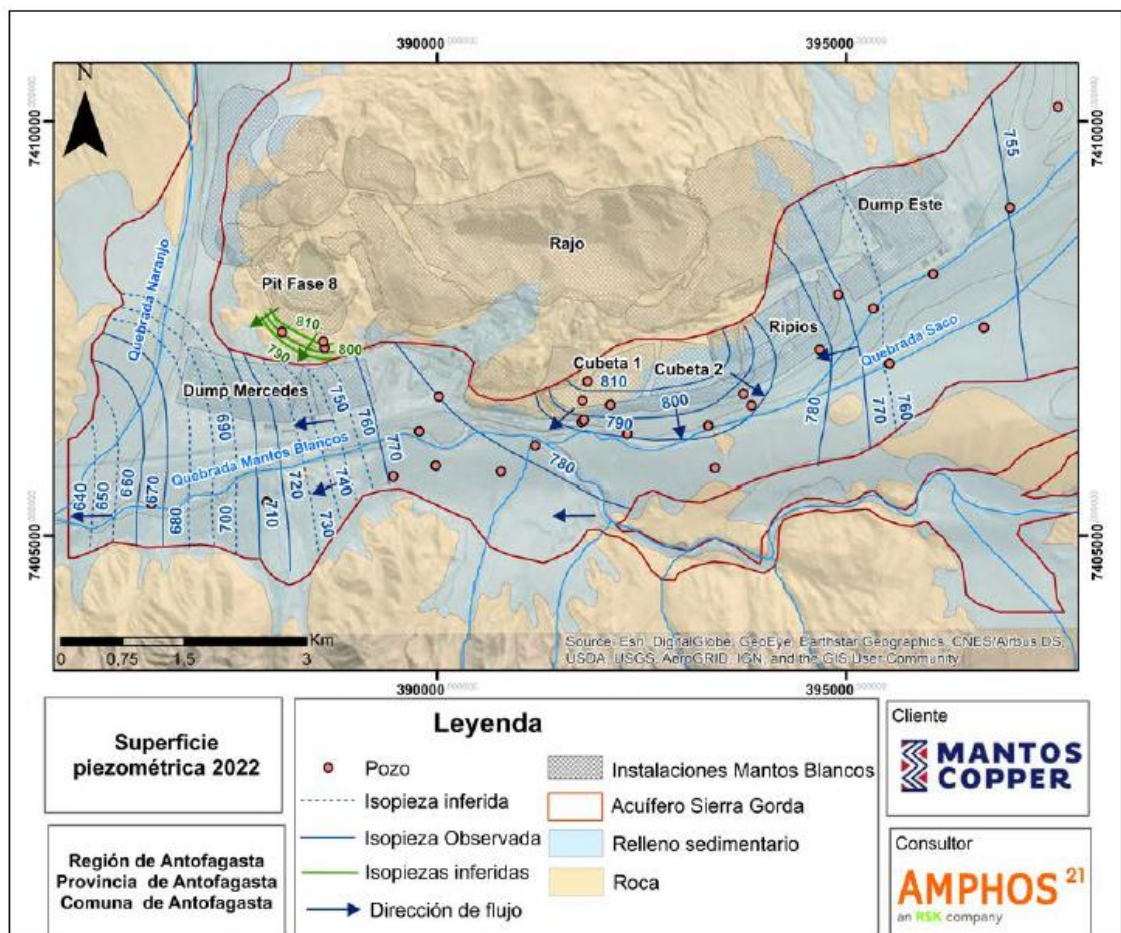 390000
395000
N
7410000
7410000
755
Dump Este
Rajo
Quebrada Naranjo
Pit Fase 8
810
790
800
Ripios
Quebrada Saco
Cubeta 1
Cubeta 2
810
800
790
780
770
760
Dump Mercedes
750
760
770
690
Quebrada Mantos Blancos
780
640
650
660
670
680
700
710
720
730
740
7405000
7405000
Km
0 0,75 1,5 3
Source: Esri, DigitalGlobe, GeoEye, Earthstar Geographics, CNES/Airbus DS,
USDA, USGS, AeroGRID, IGN, and the GIS User Community
390000
395000
Superficie
piezométrica 2022
Región de Antofagasta
Provincia de Antofagasta
Comuna de Antofagasta
Leyenda
Pozo
Isopieza inferida
Isopieza Observada
Isopiezas inferidas
Dirección de flujo
Instalaciones Mantos Blancos
Acuífero Sierra Gorda
Relleno sedimentario
Roca
Cliente
MANTOS
COPPER
Consultor
AMPHOS 21
an RSK company